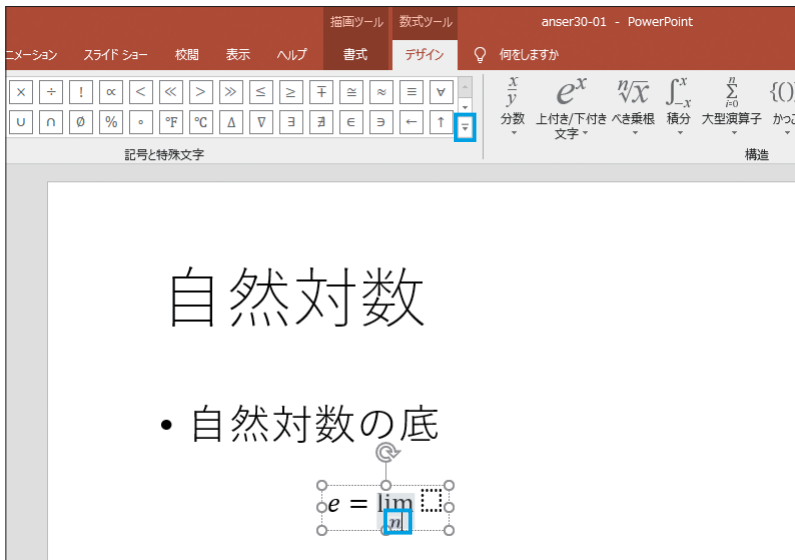 描画ツール 数式ツール anser30-01 - PowerPoint
ニメーション スライド ショー 校閲 表示 ヘルプ 書式 デザイン 何をしますか
× ÷ ! ∝ < ≪ > ≫ ≤ ≥ ∓ ≅ ≈ ≡ ∀
∪ ∩ ∅ % ° °F °C ∆ ∇ ∃ ∄ ∈ ∋ ← ↑
x/y eˣ ⁿ√x ∫₋ₓˣ Σ n i=0 {()
分数 上付き/下付き文字 べき乗根 積分 大型演算子 かっこ
記号と特殊文字 構造
自然対数
• 自然対数の底
e = lim
n